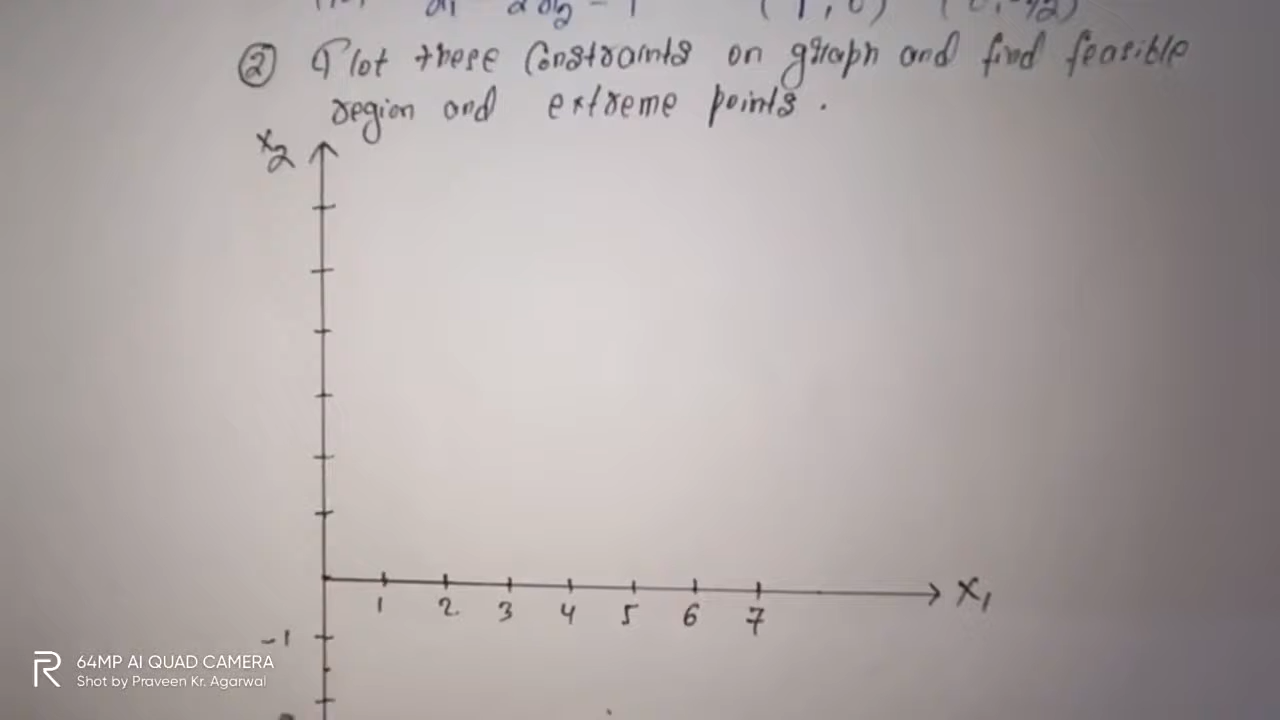 ② Plot these Constraints on graph and find feasible
region and extreme points.
x2
1 2 3 4 5 6 7
x1
-1
64MP AI QUAD CAMERA
Shot by Praveen Kr. Agarwal